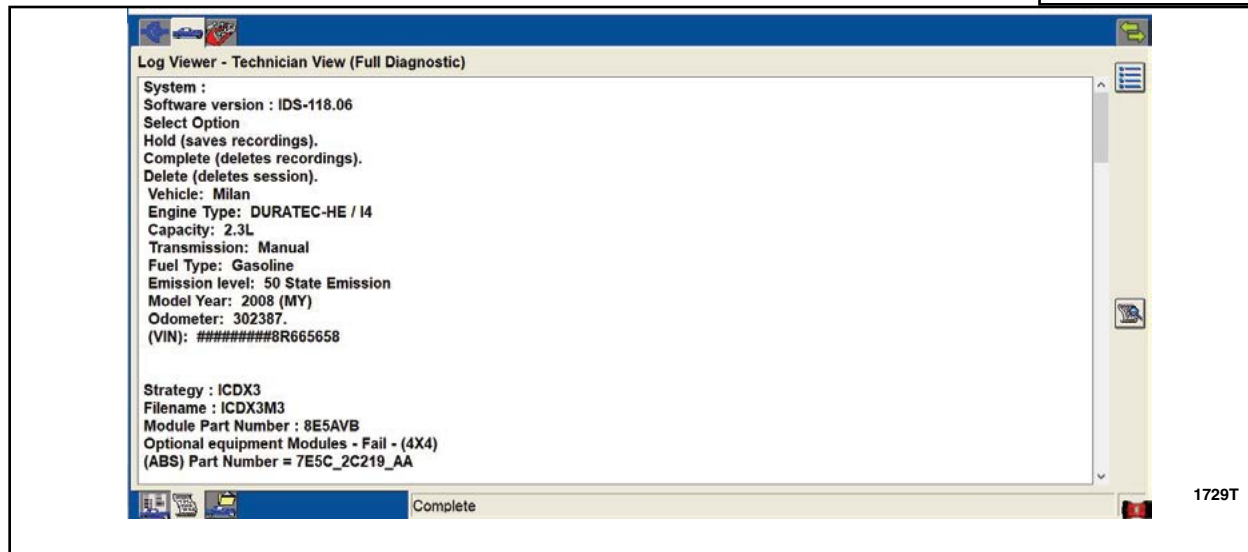 Log Viewer - Technician View (Full Diagnostic)
System :
Software version : IDS-118.06
Select Option
Hold (saves recordings).
Complete (deletes recordings).
Delete (deletes session).
Vehicle: Milan
Engine Type: DURATEC-HE / I4
Capacity: 2.3L
Transmission: Manual
Fuel Type: Gasoline
Emission level: 50 State Emission
Model Year: 2008 (MY)
Odometer: 302387.
(VIN): #########8R665658
Strategy : ICDX3
Filename : ICDX3M3
Module Part Number : 8E5AVB
Optional equipment Modules - Fail - (4X4)
(ABS) Part Number = 7E5C_2C219_AA
Complete
1729T